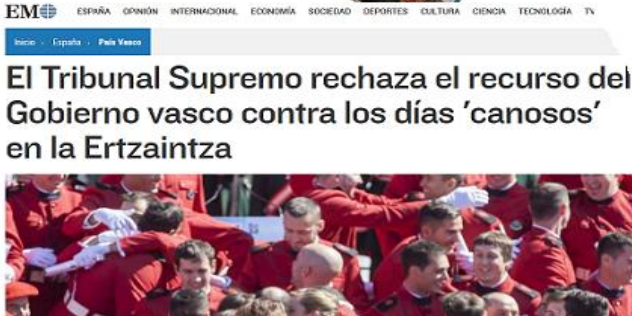 EM
ESPAÑA OPINIÓN INTERNACIONAL ECONOMÍA SOCIEDAD DEPORTES CULTURA CIENCIA TECNOLOGÍA TV
Inicio › España › País Vasco
El Tribunal Supremo rechaza el recurso del
Gobierno vasco contra los días 'canosos'
en la Ertzaintza